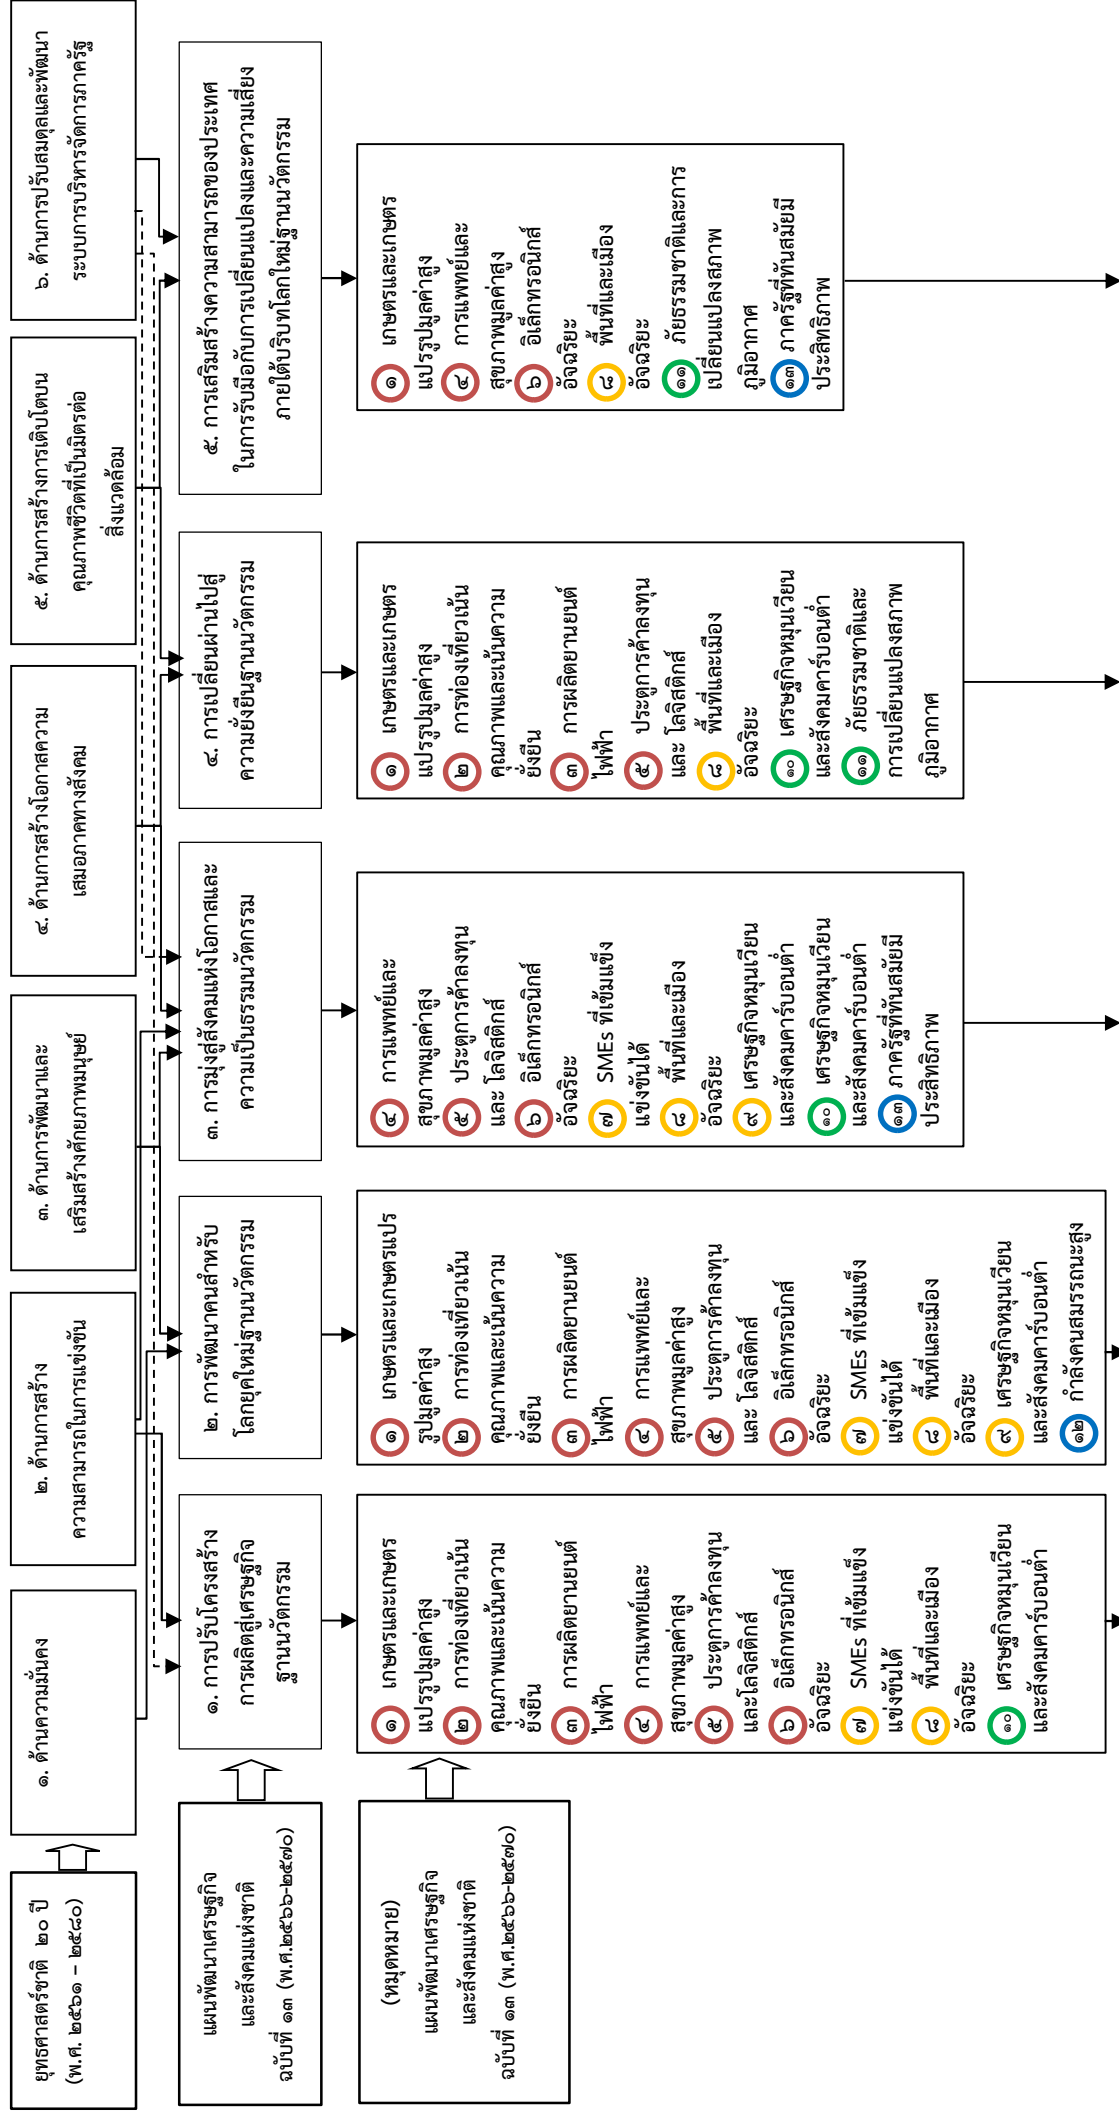 ยุทธศาสตร์ชาติ ๒๐ ปี
(พ.ศ. ๒๕๖๑ – ๒๕๘๐)
๑. ด้านความมั่นคง
๒. ด้านการสร้าง
ความสามารถในการแข่งขัน
๓. ด้านการพัฒนาและ
เสริมสร้างศักยภาพมนุษย์
๔. ด้านการสร้างโอกาสความ
เสมอภาคทางสังคม
๕. ด้านการสร้างการเติบโตบน
คุณภาพชีวิตที่เป็นมิตรต่อ
สิ่งแวดล้อม
๖. ด้านการปรับสมดุลและพัฒนา
ระบบการบริหารจัดการภาครัฐ
แผนพัฒนาเศรษฐกิจ
และสังคมแห่งชาติ
ฉบับที่ ๑๓ (พ.ศ.๒๕๖๖-๒๕๗๐)
๑. การปรับโครงสร้าง
การผลิตสู่เศรษฐกิจ
ฐานนวัตกรรม
๒. การพัฒนาคนสำหรับ
โลกยุคใหม่ฐานนวัตกรรม
๓. การมุ่งสู่สังคมแห่งโอกาสและ
ความเป็นธรรมนวัตกรรม
๔. การเปลี่ยนผ่านไปสู่
ความยั่งยืนฐานนวัตกรรม
๕. การเสริมสร้างความสามารถของประเทศ
ในการรับมือกับการเปลี่ยนแปลงและความเสี่ยง
ภายใต้บริบทโลกใหม่ฐานนวัตกรรม
(หมุดหมาย)
แผนพัฒนาเศรษฐกิจ
และสังคมแห่งชาติ
ฉบับที่ ๑๓ (พ.ศ.๒๕๖๖-๒๕๗๐)
๑ เกษตรและเกษตร
แปรรูปมูลค่าสูง
๒ การท่องเที่ยวเน้น
คุณภาพและเน้นความ
ยั่งยืน
๓ การผลิตยานยนต์
ไฟฟ้า
๔ การแพทย์และ
สุขภาพมูลค่าสูง
๕ ประตูการค้าลงทุน
และโลจิสติกส์
๖ อิเล็กทรอนิกส์
อัจฉริยะ
๗ SMEs ที่เข้มแข็ง
แข่งขันได้
๘ พื้นที่และเมือง
อัจฉริยะ
๑๐ เศรษฐกิจหมุนเวียน
และสังคมคาร์บอนต่ำ
๑ เกษตรและเกษตรแปร
รูปมูลค่าสูง
๒ การท่องเที่ยวเน้น
คุณภาพและเน้นความ
ยั่งยืน
๓ การผลิตยานยนต์
ไฟฟ้า
๔ การแพทย์และ
สุขภาพมูลค่าสูง
๕ ประตูการค้าลงทุน
และ โลจิสติกส์
๖ อิเล็กทรอนิกส์
อัจฉริยะ
๗ SMEs ที่เข้มแข็ง
แข่งขันได้
๘ พื้นที่และเมือง
อัจฉริยะ
๙ เศรษฐกิจหมุนเวียน
และสังคมคาร์บอนต่ำ
๑๒ กำลังคนสมรรถนะสูง
๔ การแพทย์และ
สุขภาพมูลค่าสูง
๕ ประตูการค้าลงทุน
และ โลจิสติกส์
๖ อิเล็กทรอนิกส์
อัจฉริยะ
๗ SMEs ที่เข้มแข็ง
แข่งขันได้
๘ พื้นที่และเมือง
อัจฉริยะ
๙ เศรษฐกิจหมุนเวียน
และสังคมคาร์บอนต่ำ
๑๐ เศรษฐกิจหมุนเวียน
และสังคมคาร์บอนต่ำ
๑๓ ภาครัฐที่ทันสมัยมี
ประสิทธิภาพ
๑ เกษตรและเกษตร
แปรรูปมูลค่าสูง
๒ การท่องเที่ยวเน้น
คุณภาพและเน้นความ
ยั่งยืน
๓ การผลิตยานยนต์
ไฟฟ้า
๕ ประตูการค้าลงทุน
และ โลจิสติกส์
๘ พื้นที่และเมือง
อัจฉริยะ
๑๐ เศรษฐกิจหมุนเวียน
และสังคมคาร์บอนต่ำ
๑๑ ภัยธรรมชาติและ
การเปลี่ยนแปลงสภาพ
ภูมิอากาศ
๑ เกษตรและเกษตร
แปรรูปมูลค่าสูง
๔ การแพทย์และ
สุขภาพมูลค่าสูง
๖ อิเล็กทรอนิกส์
อัจฉริยะ
๘ พื้นที่และเมือง
อัจฉริยะ
๑๑ ภัยธรรมชาติและการ
เปลี่ยนแปลงสภาพ
ภูมิอากาศ
๑๓ ภาครัฐที่ทันสมัยมี
ประสิทธิภาพ